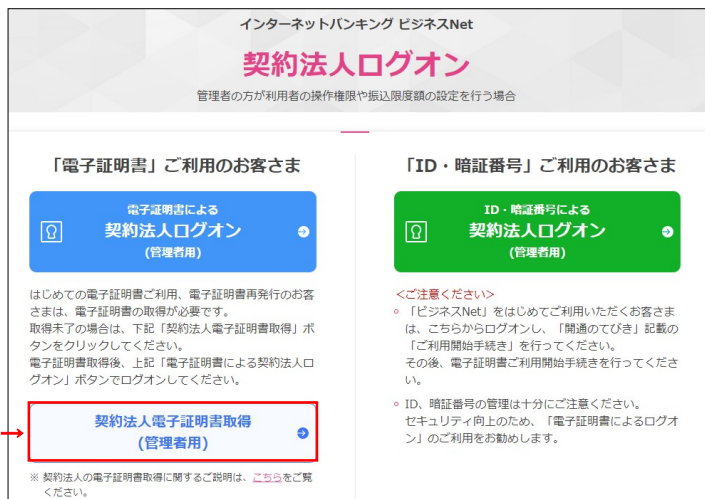 インターネットバンキング ビジネスNet
契約法人ログオン
管理者の方が利用者の操作権限や振込限度額の設定を行う場合
「電子証明書」ご利用のお客さま
電子証明書による
契約法人ログオン
(管理者用)
はじめての電子証明書ご利用、電子証明書再発行のお客
さまは、電子証明書の取得が必要です。
取得未了の場合は、下記「契約法人電子証明書取得」ボ
タンをクリックしてください。
電子証明書取得後、上記「電子証明書による契約法人ロ
グオン」ボタンでログオンしてください。
契約法人電子証明書取得
(管理者用)
※ 契約法人の電子証明書取得に関するご説明は、こちらをご覧
ください。
「ID・暗証番号」ご利用のお客さま
ID・暗証番号による
契約法人ログオン
(管理者用)
<ご注意ください>
「ビジネスNet」をはじめてご利用いただくお客さま
は、こちらからログオンし、「開通のてびき」記載の
「ご利用開始手続き」を行ってください。
その後、電子証明書ご利用開始手続きを行ってくださ
い。
ID、暗証番号の管理は十分にご注意ください。
セキュリティ向上のため、「電子証明書によるログオ
ン」のご利用をお勧めします。